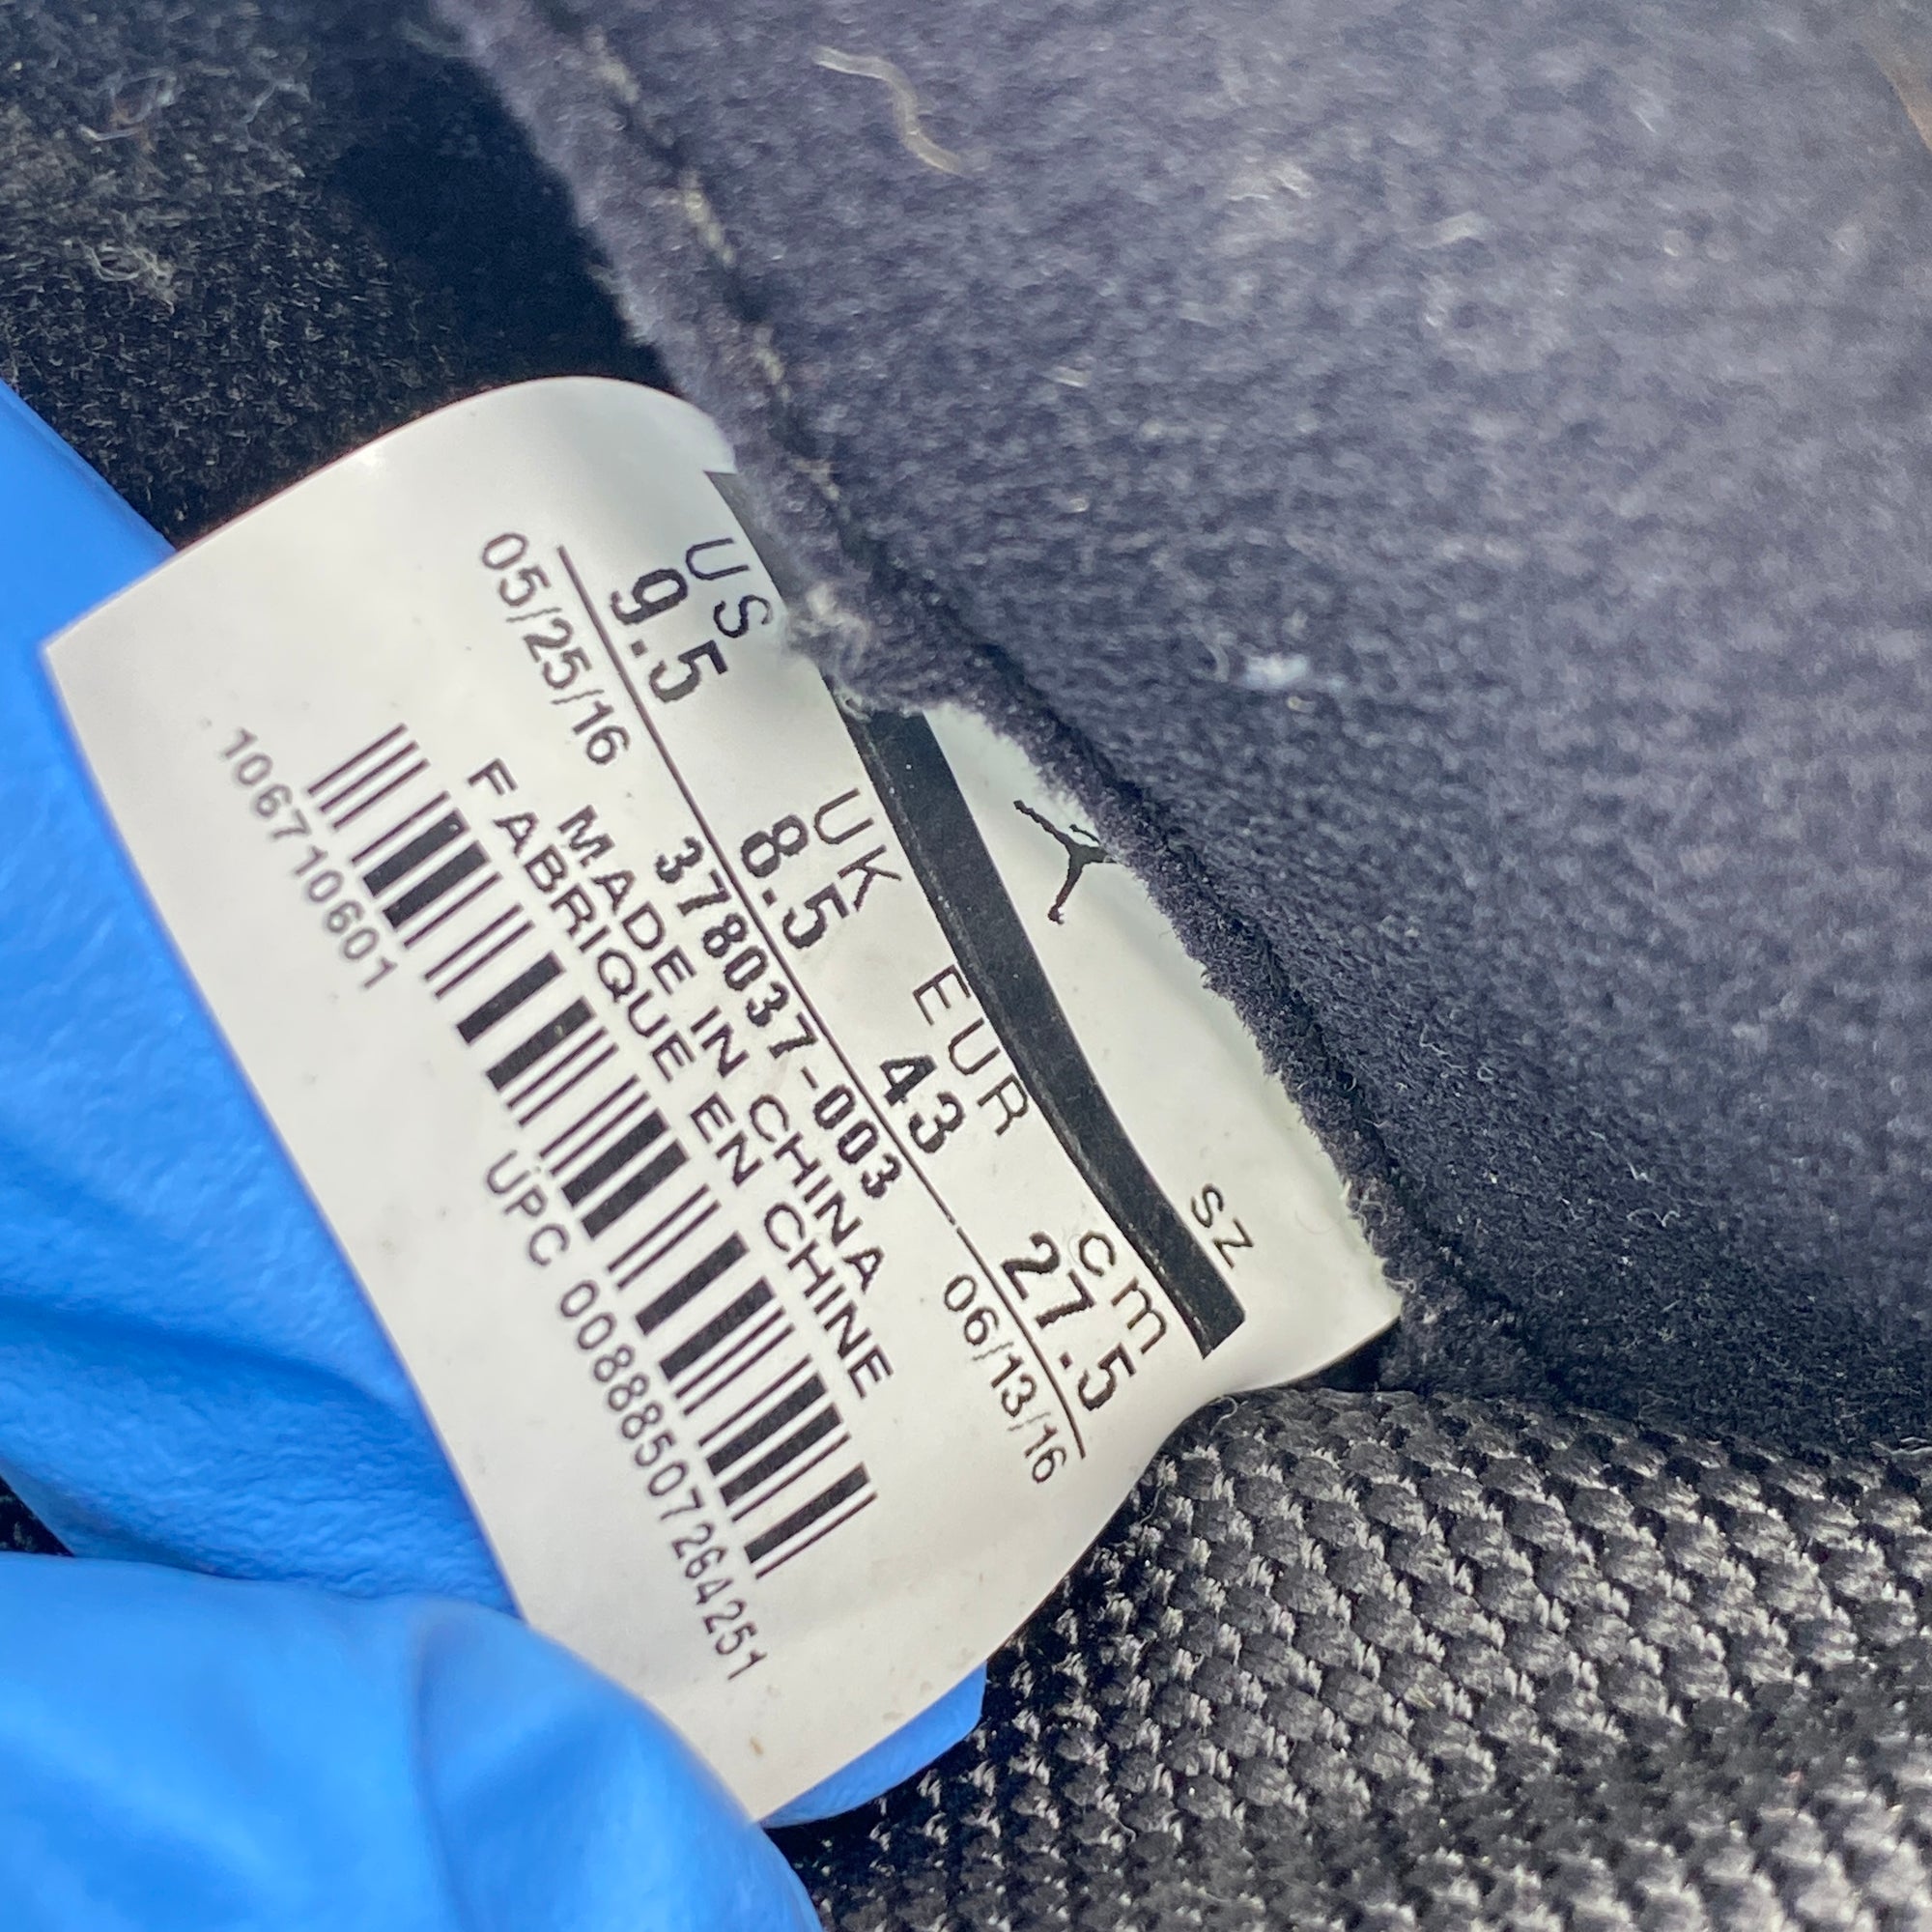 SZ
US UK EUR cm
9.5 8.5 43 27.5
05/25/16 378037-003 06/13/16
MADE IN CHINA
FABRIQUE EN CHINE
106710601 UPC 00888507264251